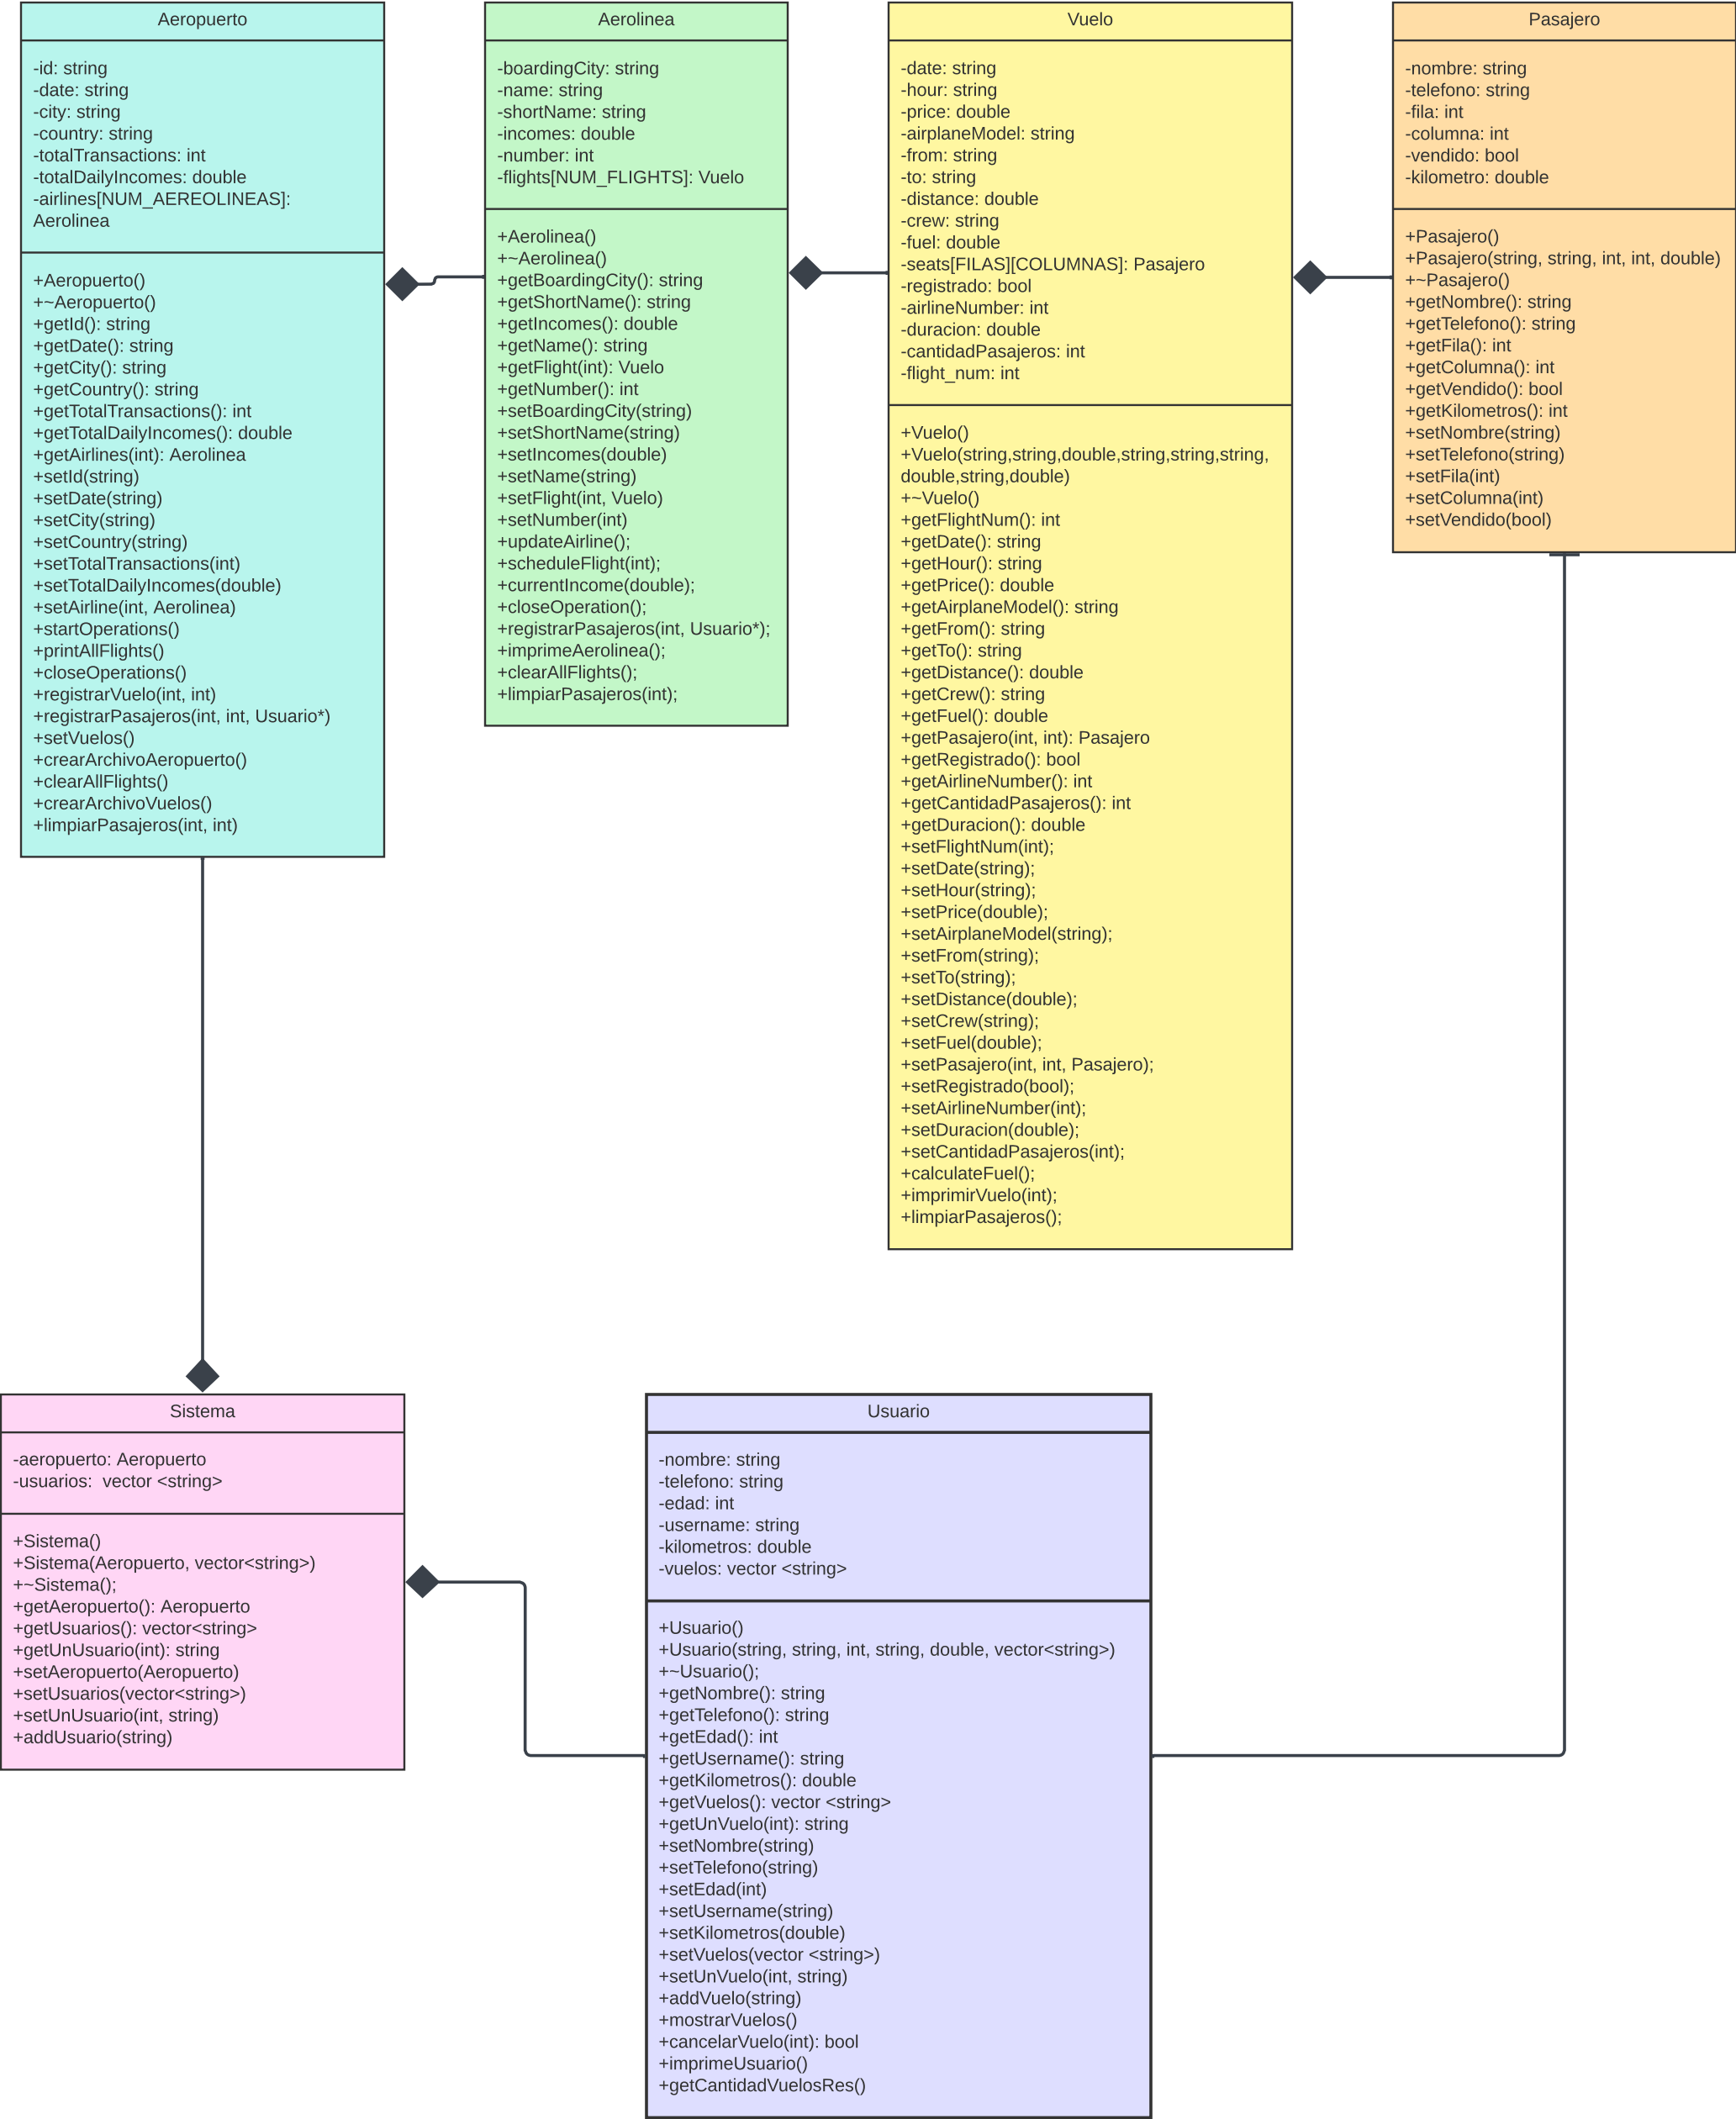 Aeropuerto
-id: string
-date: string
-city: string
-country: string
-totalTransactions: int
-totalDailyIncomes: double
-airlines[NUM_AEREOLINEAS]:
Aerolinea
+Aeropuerto()
+~Aeropuerto()
+getId(): string
+getDate(): string
+getCity(): string
+getCountry(): string
+getTotalTransactions(): int
+getTotalDailyIncomes(): double
+getAirlines(int): Aerolinea
+setId(string)
+setDate(string)
+setCity(string)
+setCountry(string)
+setTotalTransactions(int)
+setTotalDailyIncomes(double)
+setAirline(int, Aerolinea)
+startOperations()
+printAllFlights()
+closeOperations()
+registrarVuelo(int, int)
+registrarPasajeros(int, int, Usuario*)
+setVuelos()
+crearArchivoAeropuerto()
+clearAllFlights()
+crearArchivoVuelos()
+limpiarPasajeros(int, int)
Aerolinea
-boardingCity: string
-name: string
-shortName: string
-incomes: double
-number: int
-flights[NUM_FLIGHTS]: Vuelo
+Aerolinea()
+~Aerolinea()
+getBoardingCity(): string
+getShortName(): string
+getIncomes(): double
+getName(): string
+getFlight(int): Vuelo
+getNumber(): int
+setBoardingCity(string)
+setShortName(string)
+setIncomes(double)
+setName(string)
+setFlight(int, Vuelo)
+setNumber(int)
+updateAirline();
+scheduleFlight(int);
+currentIncome(double);
+closeOperation();
+registrarPasajeros(int, Usuario*);
+imprimeAerolinea();
+clearAllFlights();
+limpiarPasajeros(int);
Vuelo
-date: string
-hour: string
-price: double
-airplaneModel: string
-from: string
-to: string
-distance: double
-crew: string
-fuel: double
-seats[FILAS][COLUMNAS]: Pasajero
-registrado: bool
-airlineNumber: int
-duracion: double
-cantidadPasajeros: int
-flight_num: int
+Vuelo()
+Vuelo(string,string,double,string,string,string,
double,string,double)
+~Vuelo()
+getFlightNum(): int
+getDate(): string
+getHour(): string
+getPrice(): double
+getAirplaneModel(): string
+getFrom(): string
+getTo(): string
+getDistance(): double
+getCrew(): string
+getFuel(): double
+getPasajero(int, int): Pasajero
+getRegistrado(): bool
+getAirlineNumber(): int
+getCantidadPasajeros(): int
+getDuracion(): double
+setFlightNum(int);
+setDate(string);
+setHour(string);
+setPrice(double);
+setAirplaneModel(string);
+setFrom(string);
+setTo(string);
+setDistance(double);
+setCrew(string);
+setFuel(double);
+setPasajero(int, int, Pasajero);
+setRegistrado(bool);
+setAirlineNumber(int);
+setDuracion(double);
+setCantidadPasajeros(int);
+calculateFuel();
+imprimirVuelo(int);
+limpiarPasajeros();
Pasajero
-nombre: string
-telefono: string
-fila: int
-columna: int
-vendido: bool
-kilometro: double
+Pasajero()
+Pasajero(string, string, int, int, double)
+~Pasajero()
+getNombre(): string
+getTelefono(): string
+getFila(): int
+getColumna(): int
+getVendido(): bool
+getKilometros(): int
+setNombre(string)
+setTelefono(string)
+setFila(int)
+setColumna(int)
+setVendido(bool)
Sistema
-aeropuerto: Aeropuerto
-usuarios:  vector <string>
+Sistema()
+Sistema(Aeropuerto, vector<string>)
+~Sistema();
+getAeropuerto(): Aeropuerto
+getUsuarios(): vector<string>
+getUnUsuario(int): string
+setAeropuerto(Aeropuerto)
+setUsuarios(vector<string>)
+setUnUsuario(int, string)
+addUsuario(string)
Usuario
-nombre: string
-telefono: string
-edad: int
-username: string
-kilometros: double
-vuelos: vector <string>
+Usuario()
+Usuario(string, string, int, string, double, vector<string>)
+~Usuario();
+getNombre(): string
+getTelefono(): string
+getEdad(): int
+getUsername(): string
+getKilometros(): double
+getVuelos(): vector <string>
+getUnVuelo(int): string
+setNombre(string)
+setTelefono(string)
+setEdad(int)
+setUsername(string)
+setKilometros(double)
+setVuelos(vector <string>)
+setUnVuelo(int, string)
+addVuelo(string)
+mostrarVuelos()
+cancelarVuelo(int): bool
+imprimeUsuario()
+getCantidadVuelosRes()